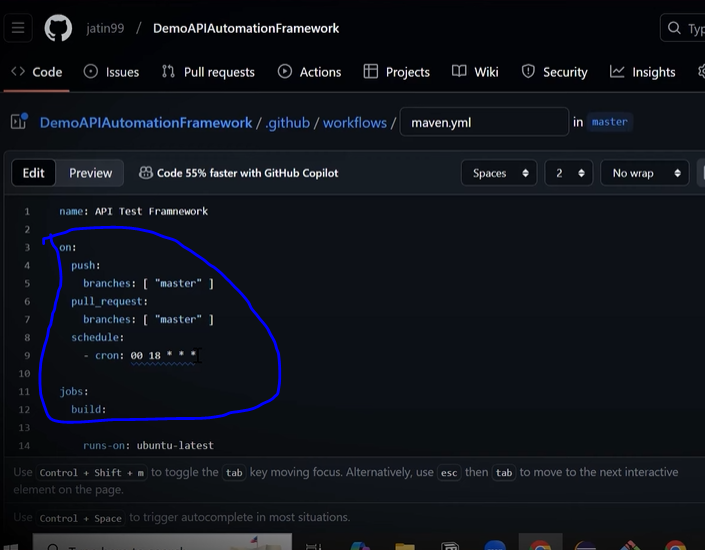 jatin99 / DemoAPIAutomationFramework
Code Issues Pull requests Actions Projects Wiki Security Insights
DemoAPIAutomationFramework / .github / workflows / maven.yml in master
Edit Preview Code 55% faster with GitHub Copilot Spaces 2 No wrap
1 name: API Test Framnework
2
3 on:
4 push:
5 branches: [ "master" ]
6 pull_request:
7 branches: [ "master" ]
8 schedule:
9 - cron: 00 18 * * *
10
11 jobs:
12 build:
13
14 runs-on: ubuntu-latest
Use Control + Shift + m to toggle the tab key moving focus. Alternatively, use esc then tab to move to the next interactive
element on the page.
Use Control + Space to trigger autocomplete in most situations.